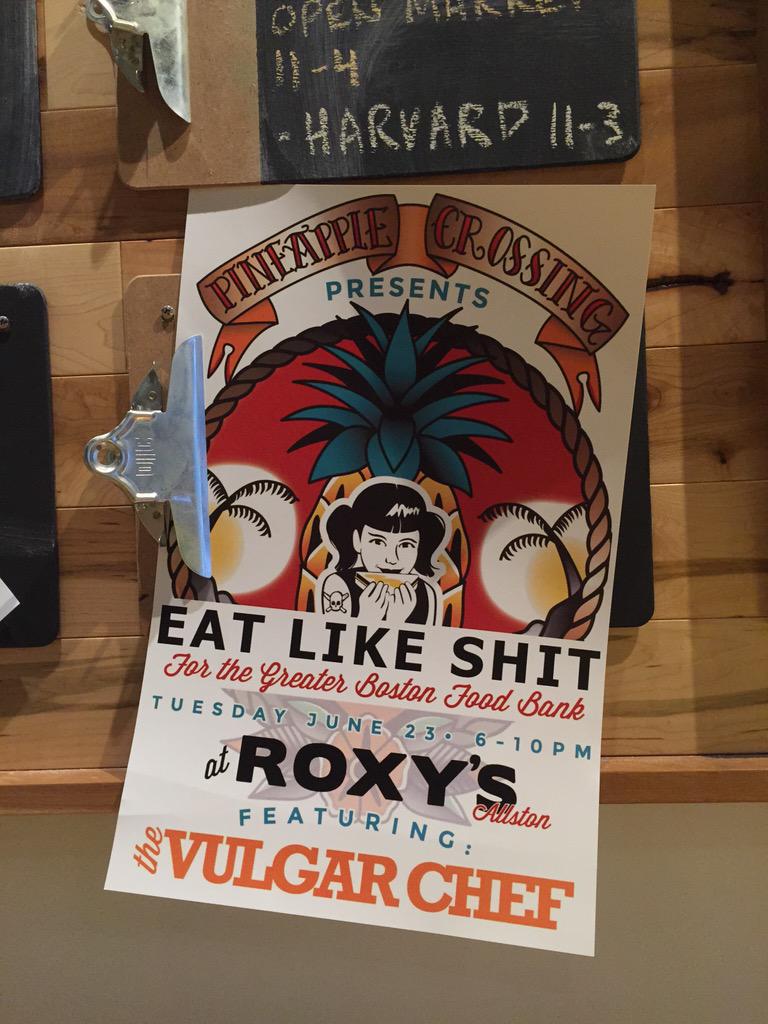 OPEN MARKET
11-4
-HARVARD 11-3
PINEAPPLE CROSSING
PRESENTS
EAT LIKE SHIT
For the Greater Boston Food Bank
TUESDAY JUNE 23 • 6-10PM
at ROXY'S
Allston
FEATURING:
the VULGAR CHEF